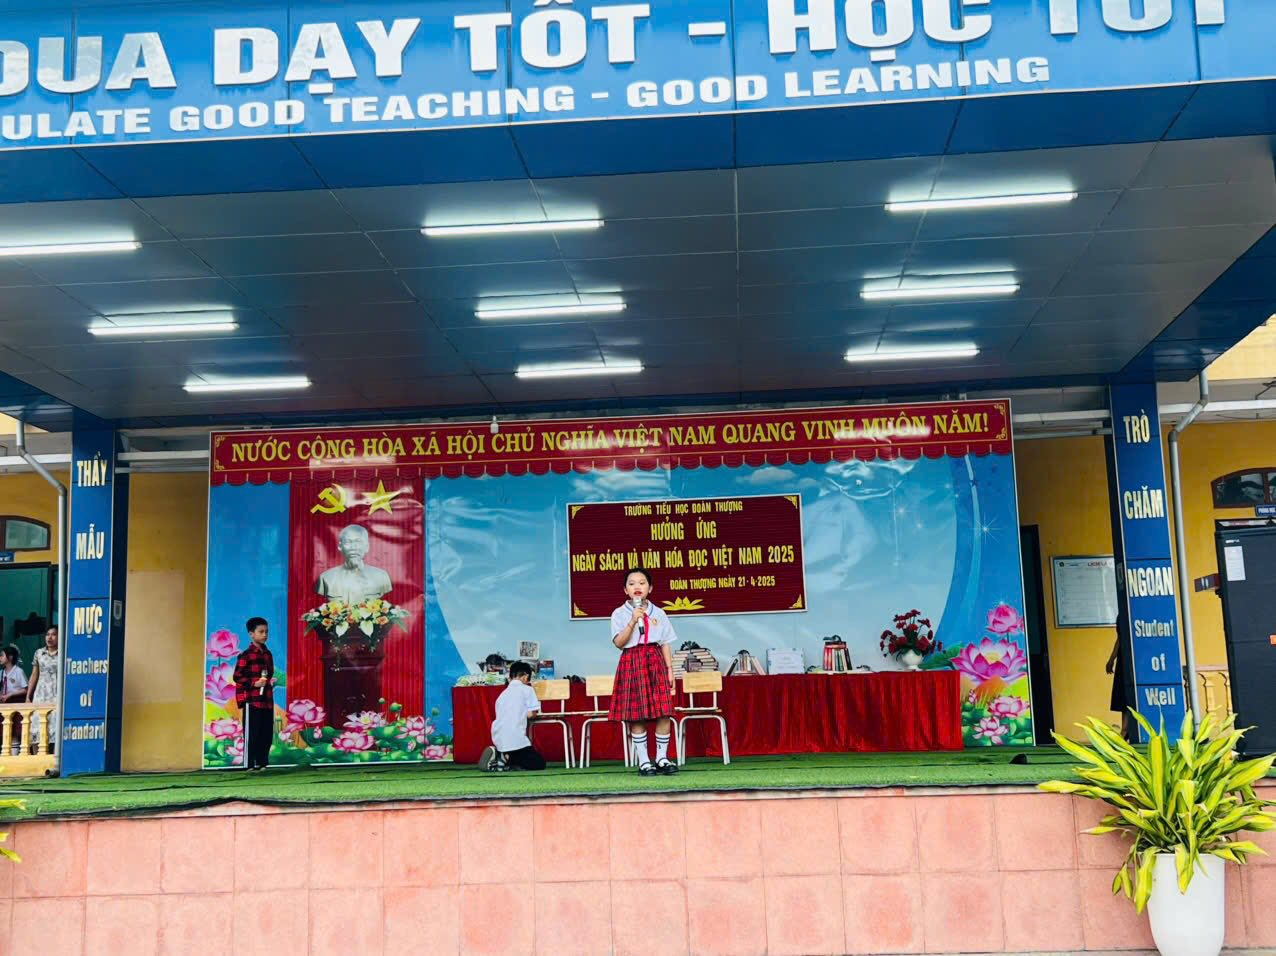 ĐUA DẠY TỐT - HỌC TỐT
ULATE GOOD TEACHING - GOOD LEARNING
NƯỚC CỘNG HÒA XÃ HỘI CHỦ NGHĨA VIỆT NAM QUANG VINH MUÔN NĂM!
TRƯỜNG TIỂU HỌC ĐOÀN THƯỢNG
HƯỞNG ỨNG
NGÀY SÁCH VÀ VĂN HÓA ĐỌC VIỆT NAM 2025
ĐOÀN THƯỢNG NGÀY 21-4-2025
THẦY
MẪU
MỰC
Teachers
of
standard
TRÒ
CHĂM
NGOAN
Student
of
Well